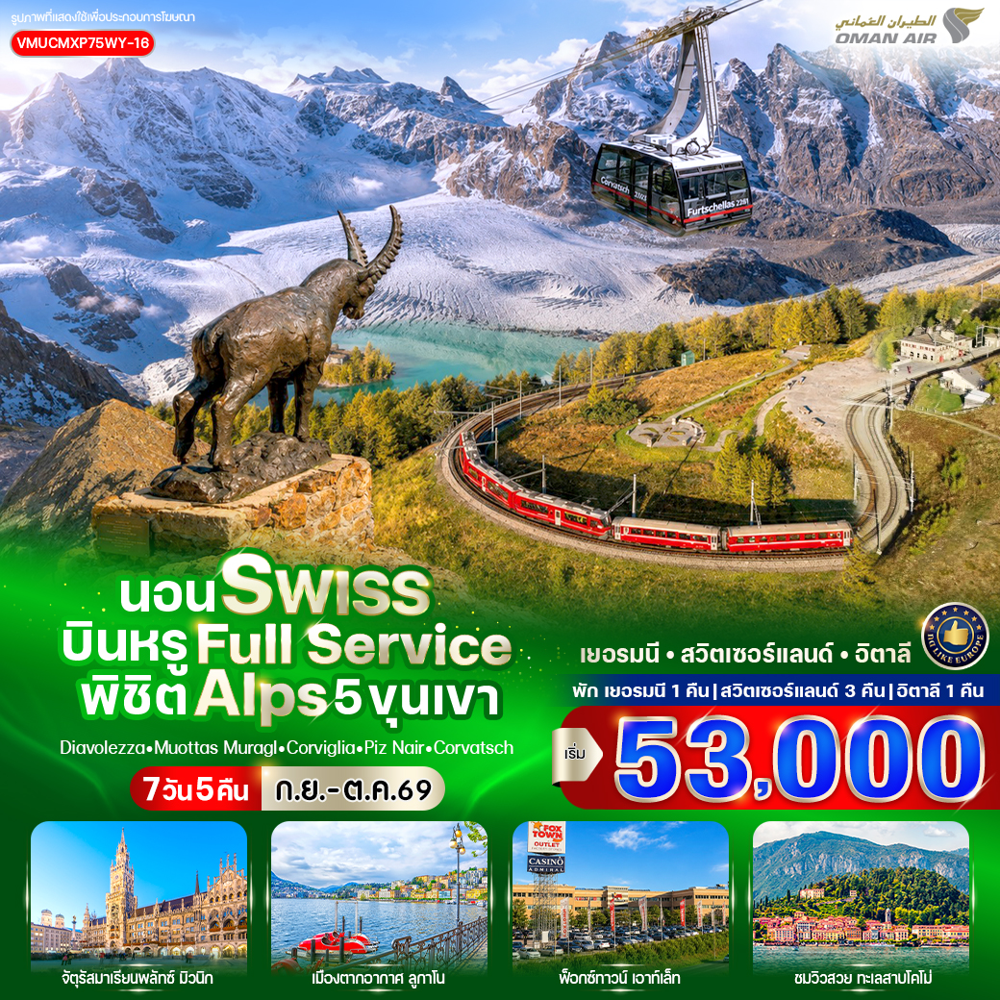 รูปภาพที่แสดงใช้เพื่อประกอบการโฆษณา
VMUCMXP75WY-16
الطيران العُماني
OMAN AIR
Corvatsch
Furtschellas 2281
นอน Swiss
บินหรู Full Service
พิชิต Alps 5 ขุนเขา
Diavolezza•Muottas Muragl•Corviglia•Piz Nair•Corvatsch
7 วัน 5 คืน ก.ย.-ต.ค.69
LIKE EUROPE
เยอรมนี • สวิตเซอร์แลนด์ • อิตาลี
พัก เยอรมนี 1 คืน | สวิตเซอร์แลนด์ 3 คืน | อิตาลี 1 คืน
เริ่ม 53,000
FOX
TOWN
OUTLET
CASINÒ
ADMIRAL
จัตุรัสมาเรียนพลัทซ์ มิวนิก
เมืองตากอากาศ ลูกาโน
ฟ็อกซ์ทาวน์ เอาท์เล็ท
ชมวิวสวย ทะเลสาบโคโม่